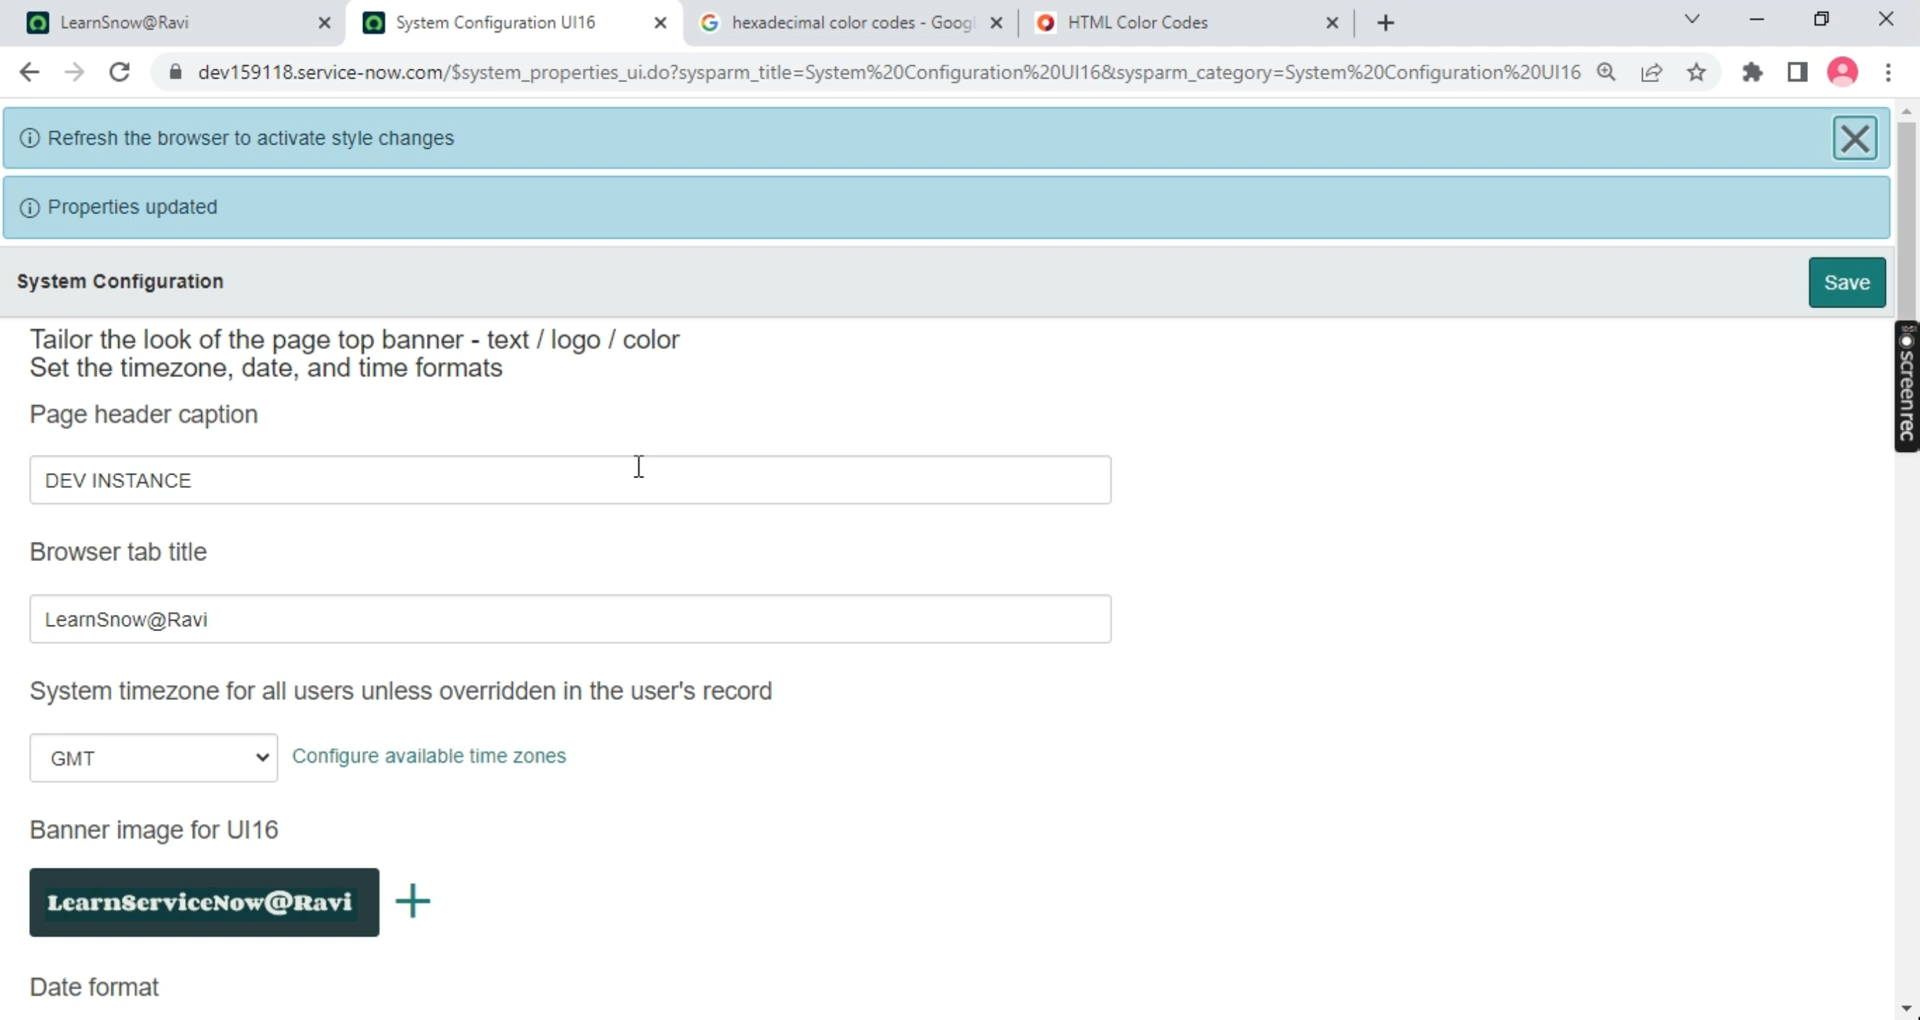 LearnSnow@Ravi
System Configuration UI16
hexadecimal color codes - Googl
HTML Color Codes
dev159118.service-now.com/$system_properties_ui.do?sysparm_title=System%20Configuration%20UI16&sysparm_category=System%20Configuration%20UI16
Refresh the browser to activate style changes
Properties updated
System Configuration
Save
Tailor the look of the page top banner - text / logo / color
Set the timezone, date, and time formats
Page header caption
DEV INSTANCE
Browser tab title
LearnSnow@Ravi
System timezone for all users unless overridden in the user's record
GMT
Configure available time zones
Banner image for UI16
LearnServiceNow@Ravi
Date format
10:51
screenrec